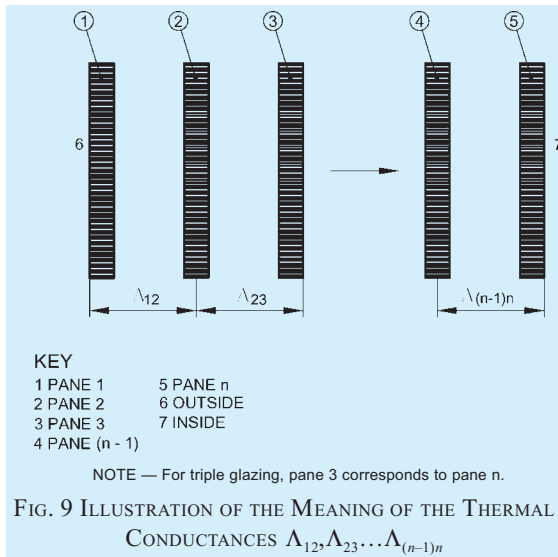 1 2 3 4 5
6 7
Λ12 Λ23 Λ(n-1)n
KEY
1 PANE 1 5 PANE n
2 PANE 2 6 OUTSIDE
3 PANE 3 7 INSIDE
4 PANE (n - 1)
NOTE — For triple glazing, pane 3 corresponds to pane n.
FIG. 9 ILLUSTRATION OF THE MEANING OF THE THERMAL
CONDUCTANCES Λ12,Λ23…Λ(n–1)n